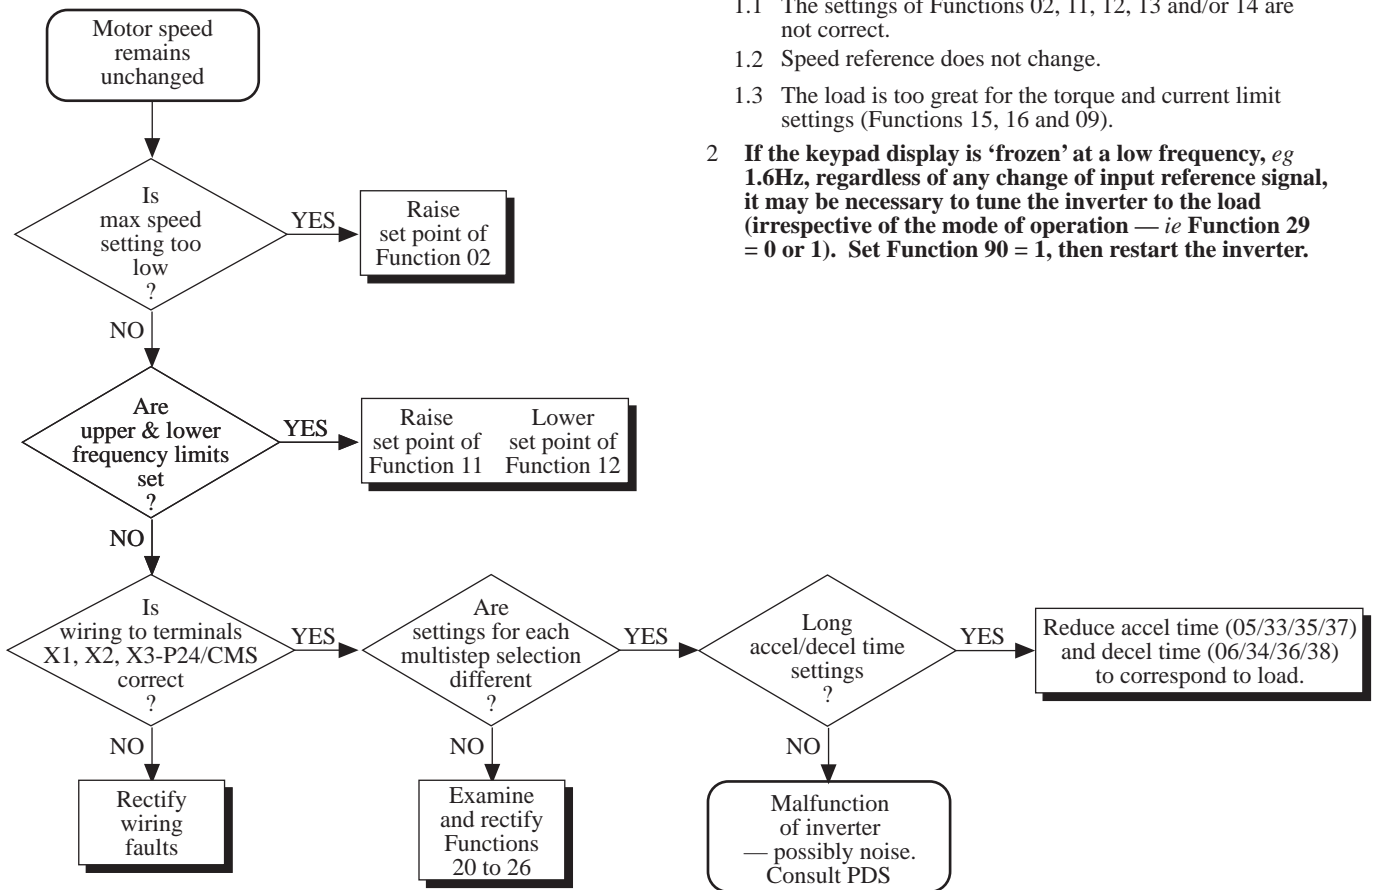 Motor speed
remains
unchanged
Is
max speed
setting too
low
?
YES
Raise
set point of
Function 02
NO
Are
upper & lower
frequency limits
set
?
YES
Raise
set point of
Function 11
Lower
set point of
Function 12
NO
Is
wiring to terminals
X1, X2, X3-P24/CMS
correct
?
YES
NO
Rectify
wiring
faults
Are
settings for each
multistep selection
different
?
YES
NO
Examine
and rectify
Functions
20 to 26
Long
accel/decel time
settings
?
YES
NO
Malfunction
of inverter
— possibly noise.
Consult PDS
Reduce accel time (05/33/35/37)
and decel time (06/34/36/38)
to correspond to load.
1.1 The settings of Functions 02, 11, 12, 13 and/or 14 are
not correct.
1.2 Speed reference does not change.
1.3 The load is too great for the torque and current limit
settings (Functions 15, 16 and 09).
2 If the keypad display is ‘frozen’ at a low frequency, eg
1.6Hz, regardless of any change of input reference signal,
it may be necessary to tune the inverter to the load
(irrespective of the mode of operation — ie Function 29
= 0 or 1). Set Function 90 = 1, then restart the inverter.